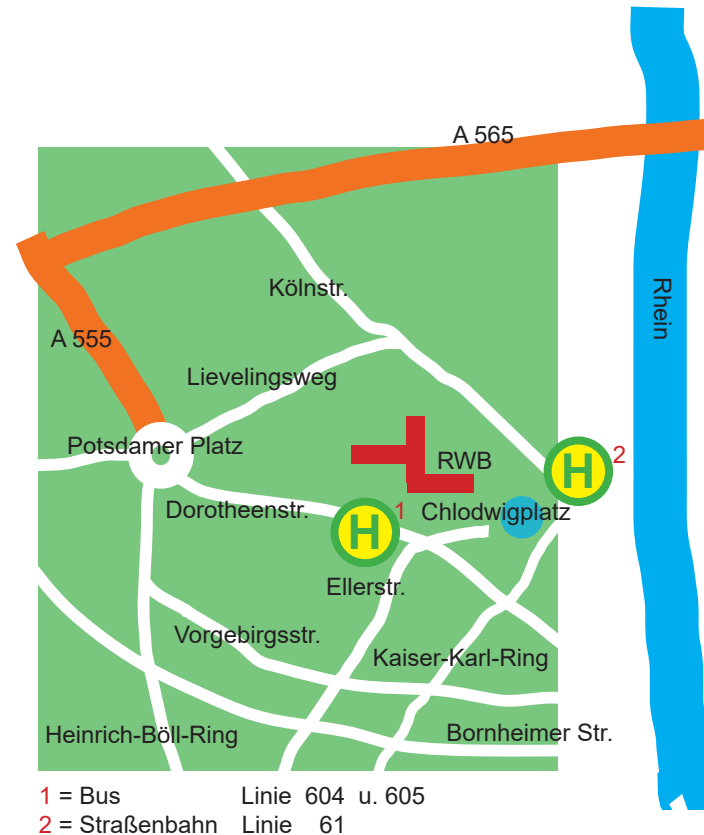 A 565
Kölnstr.
Rhein
A 555
Lievelingsweg
Potsdamer Platz
RWB
H 2
Dorotheenstr.
H 1
Chlodwigplatz
Ellerstr.
Vorgebirgsstr.
Kaiser-Karl-Ring
Heinrich-Böll-Ring
Bornheimer Str.
1 = Bus Linie 604 u. 605
2 = Straßenbahn Linie 61